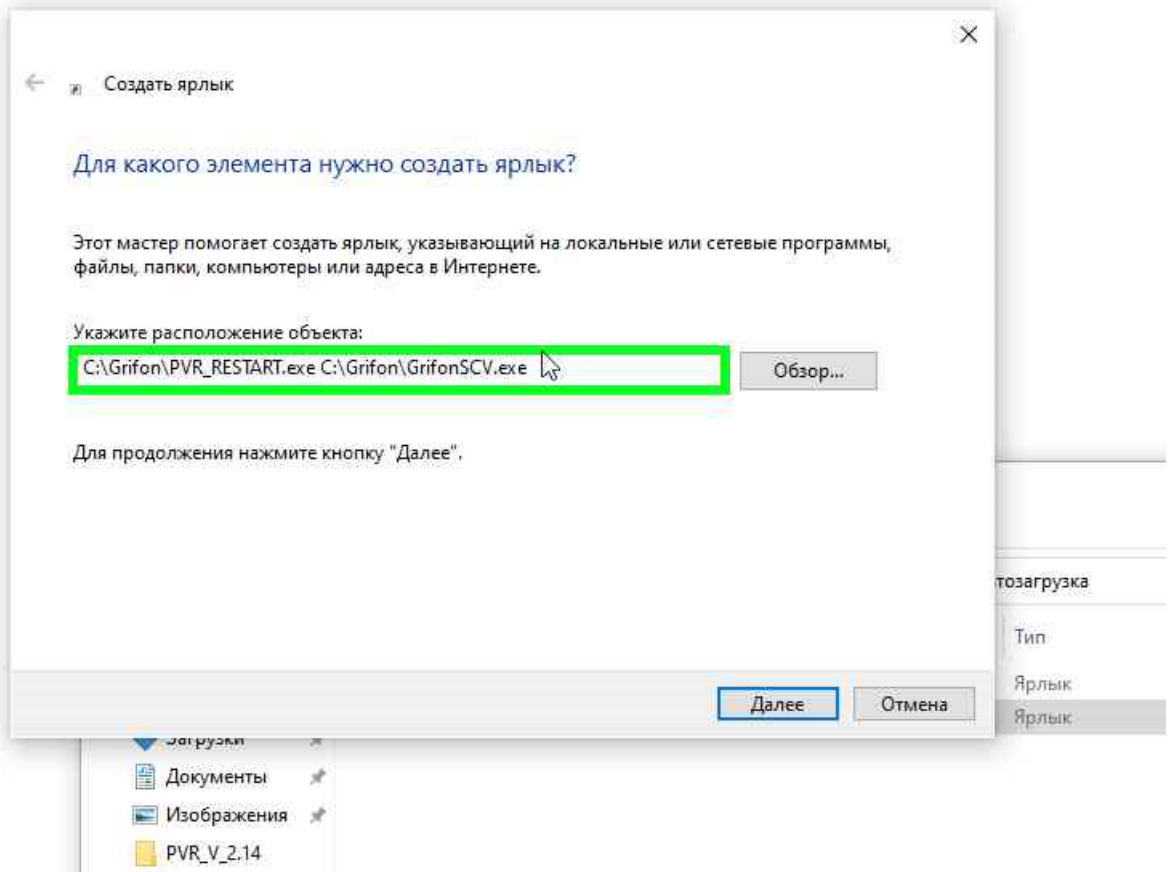 Создать ярлык
Для какого элемента нужно создать ярлык?
Этот мастер помогает создать ярлык, указывающий на локальные или сетевые программы,
файлы, папки, компьютеры или адреса в Интернете.
Укажите расположение объекта:
C:\Grifon\PVR_RESTART.exe C:\Grifon\GrifonSCV.exe
Обзор...
Для продолжения нажмите кнопку "Далее".
Далее
Отмена
тозагрузка
Тип
Ярлык
Ярлык
Загрузки
Документы
Изображения
PVR_V_2.14